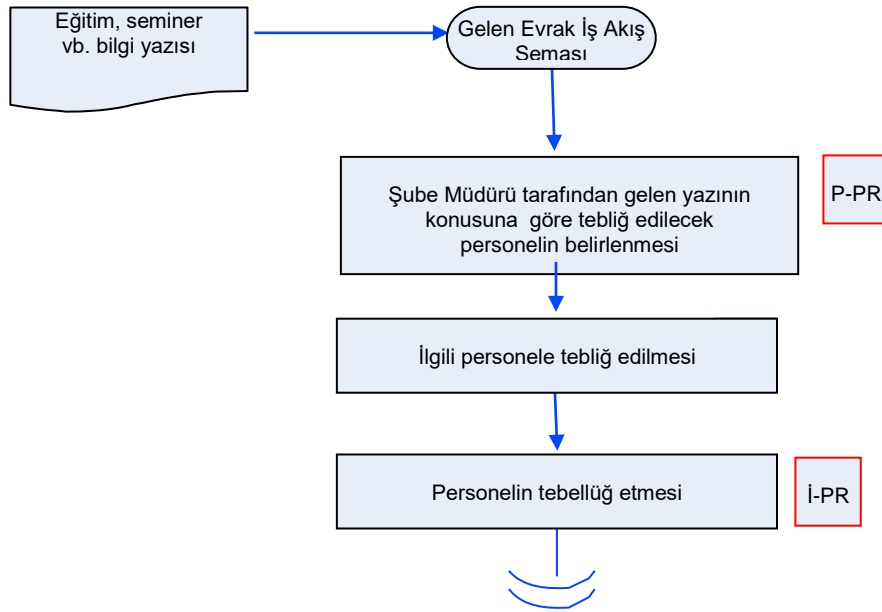 Eğitim, seminer
vb. bilgi yazısı
Gelen Evrak İş Akış
Şeması
Şube Müdürü tarafından gelen yazının
konusuna göre tebliğ edilecek
personelin belirlenmesi
P-PR
İlgili personele tebliğ edilmesi
Personelin tebellüğ etmesi
İ-PR